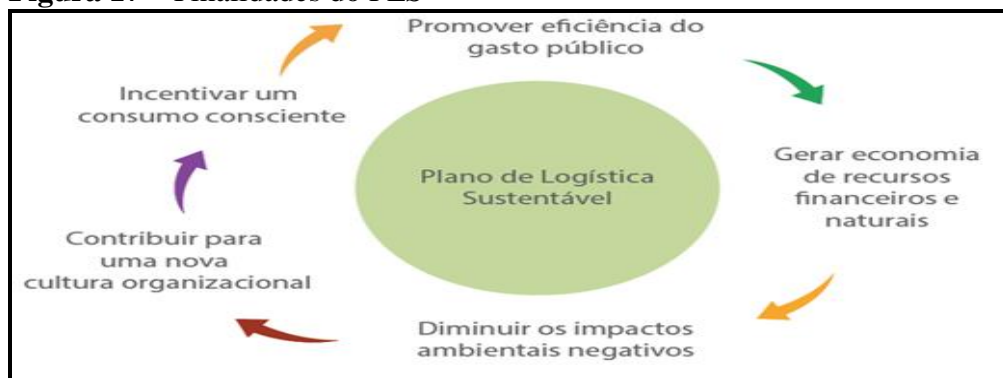 Promover eficiência do
gasto público
Gerar economia
de recursos
financeiros e
naturais
Diminuir os impactos
ambientais negativos
Contribuir para
uma nova
cultura organizacional
Incentivar um
consumo consciente
Plano de Logística
Sustentável